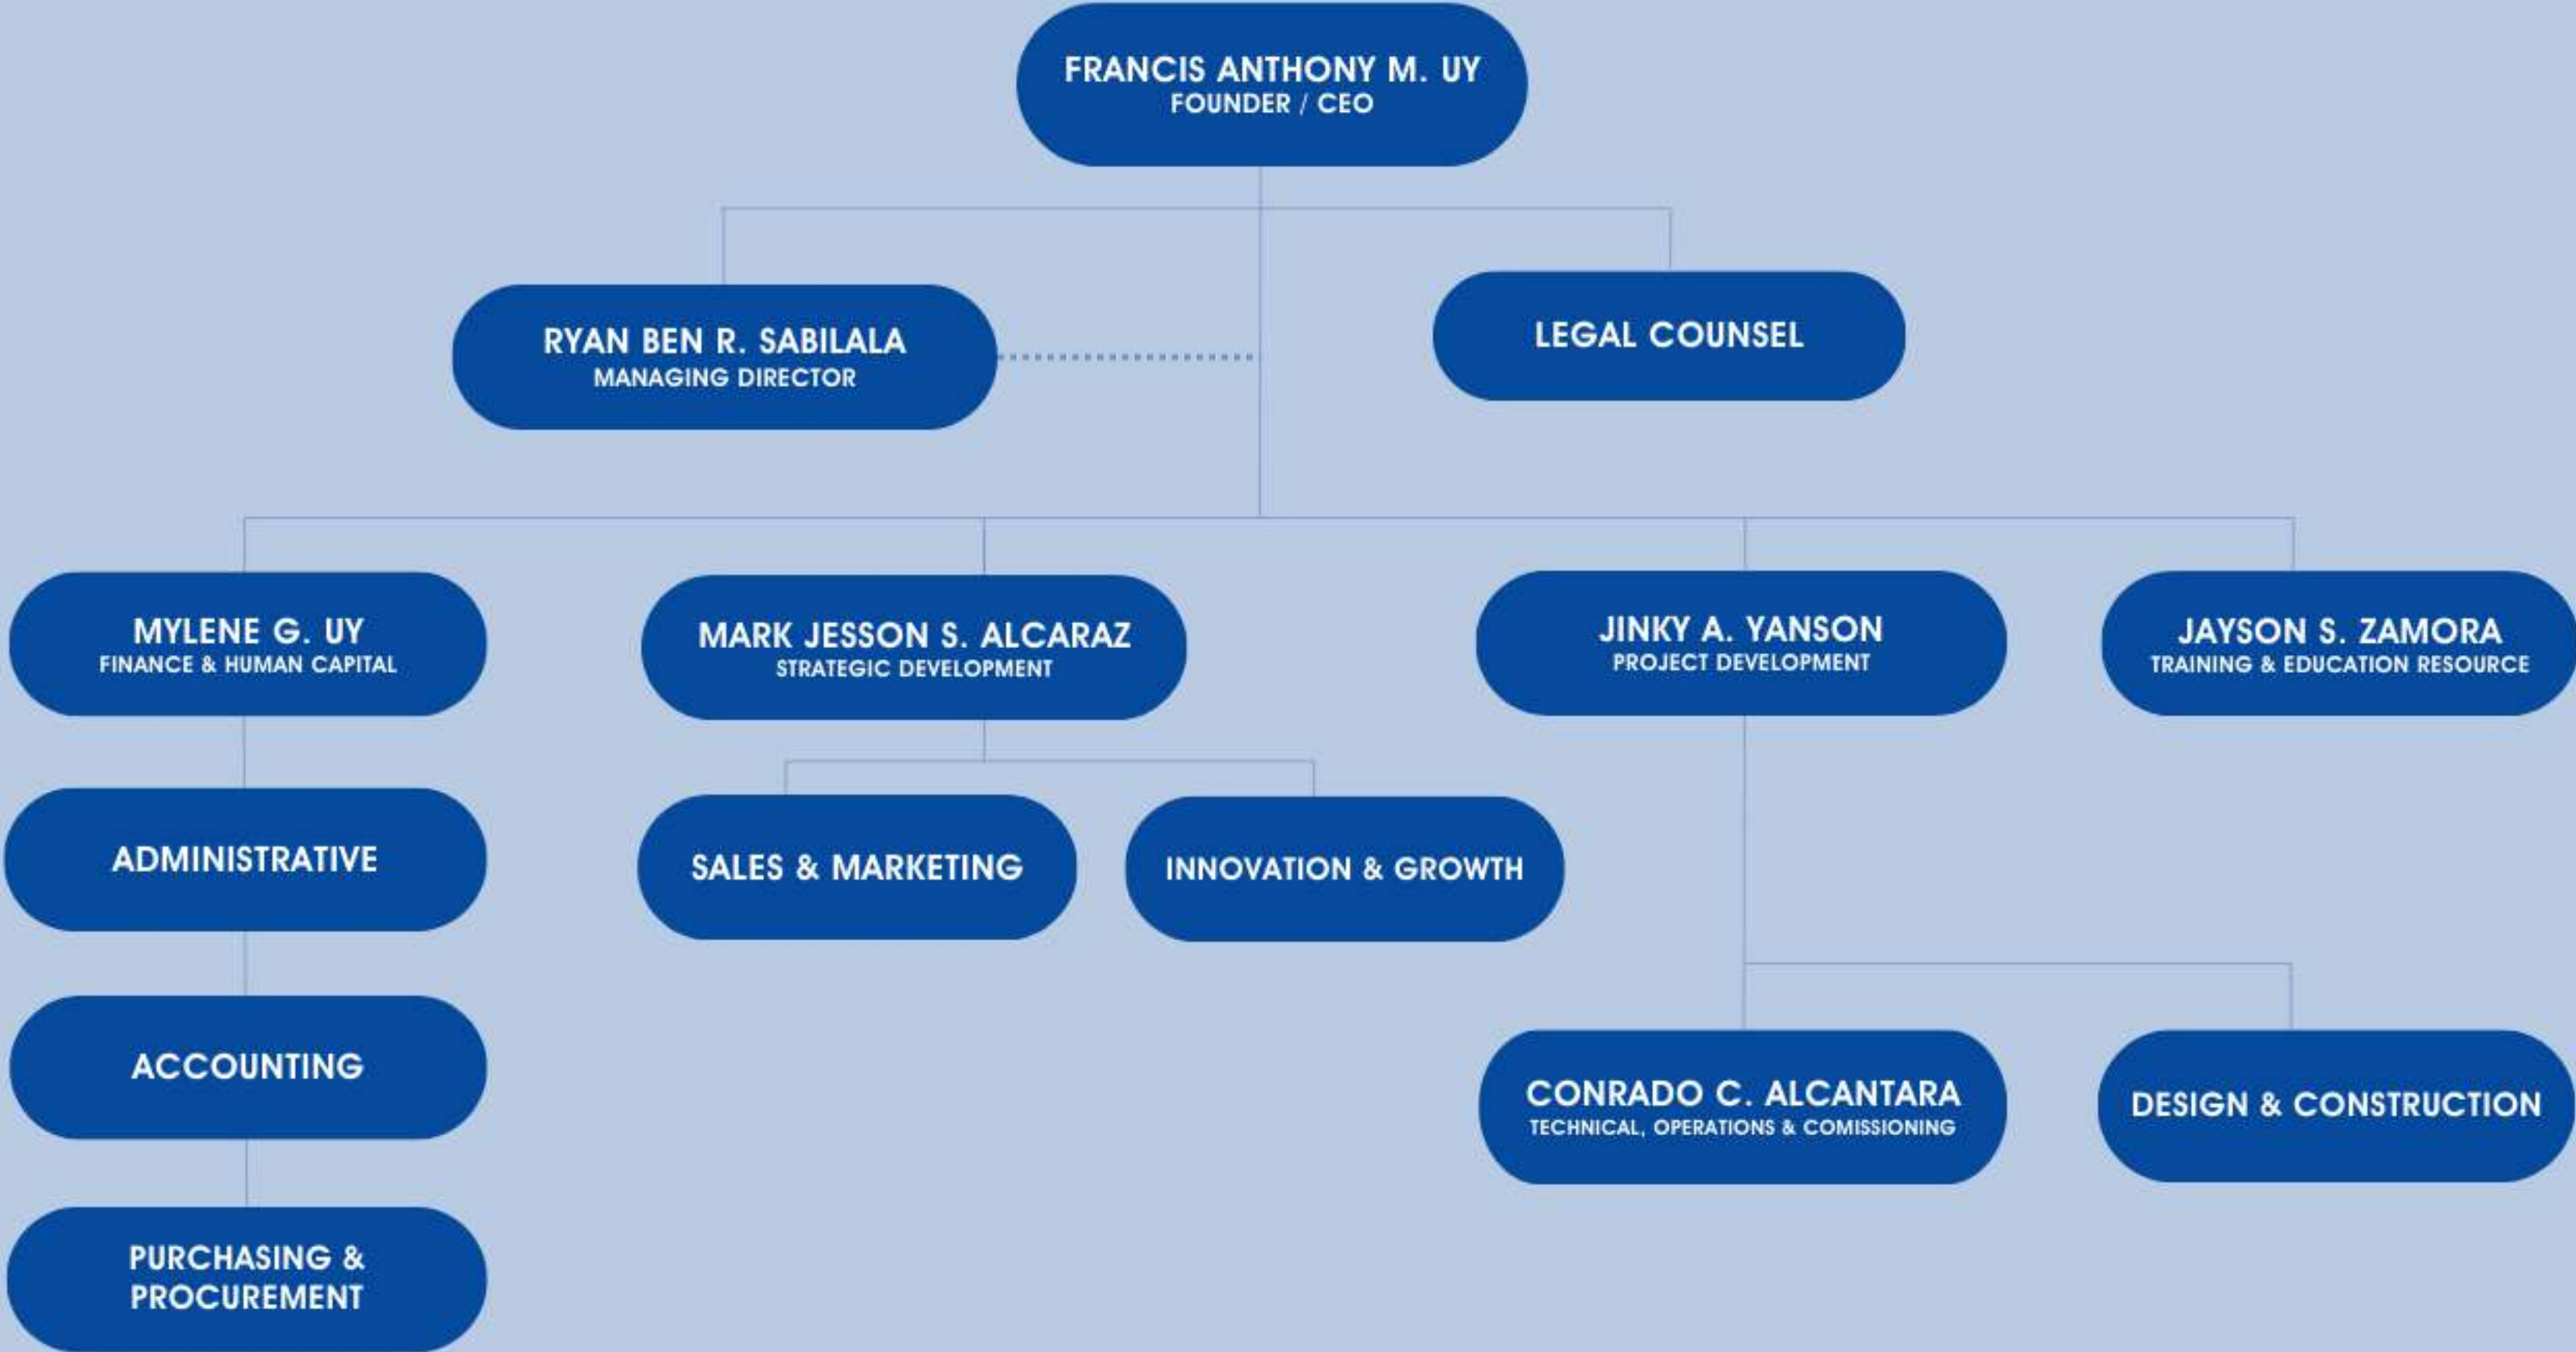 FRANCIS ANTHONY M. UY
FOUNDER / CEO
RYAN BEN R. SABILALA
MANAGING DIRECTOR
LEGAL COUNSEL
MYLENE G. UY
FINANCE & HUMAN CAPITAL
MARK JESSON S. ALCARAZ
STRATEGIC DEVELOPMENT
JINKY A. YANSON
PROJECT DEVELOPMENT
JAYSON S. ZAMORA
TRAINING & EDUCATION RESOURCE
ADMINISTRATIVE
SALES & MARKETING
INNOVATION & GROWTH
ACCOUNTING
CONRADO C. ALCANTARA
TECHNICAL, OPERATIONS & COMISSIONING
DESIGN & CONSTRUCTION
PURCHASING &
PROCUREMENT